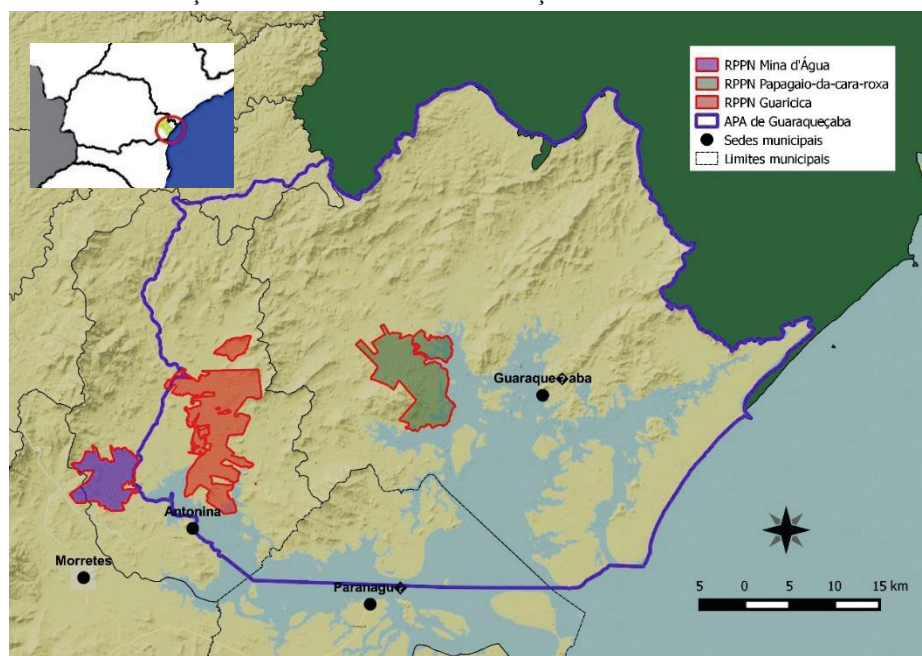 RPPN Mina d'Água
RPPN Papagaio-da-cara-roxa
RPPN Guaricica
APA de Guaraqueçaba
Sedes municipais
Limites municipais
Guaraque�aba
Antonina
Morretes
Paranagu�
5 0 5 10 15 km